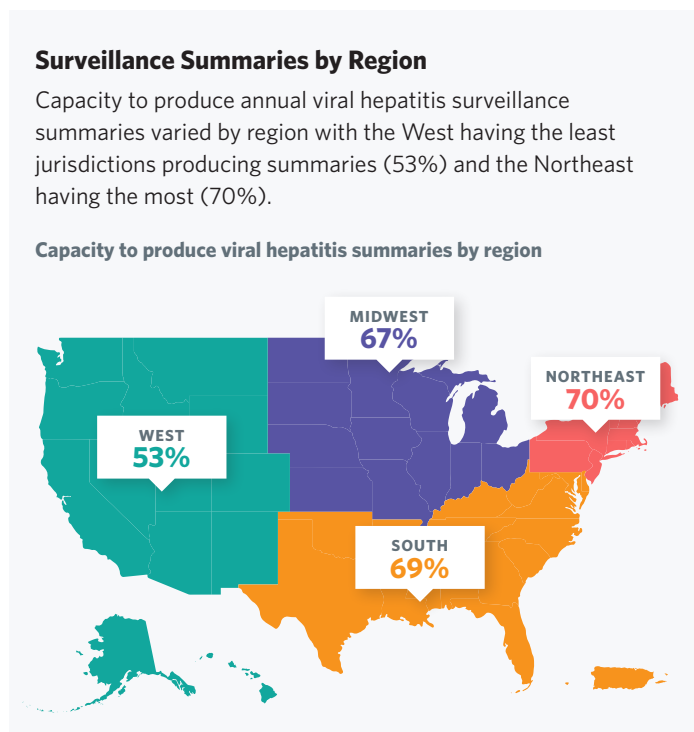 Surveillance Summaries by Region
Capacity to produce annual viral hepatitis surveillance
summaries varied by region with the West having the least
jurisdictions producing summaries (53%) and the Northeast
having the most (70%).
Capacity to produce viral hepatitis summaries by region
MIDWEST
67%
NORTHEAST
70%
WEST
53%
SOUTH
69%